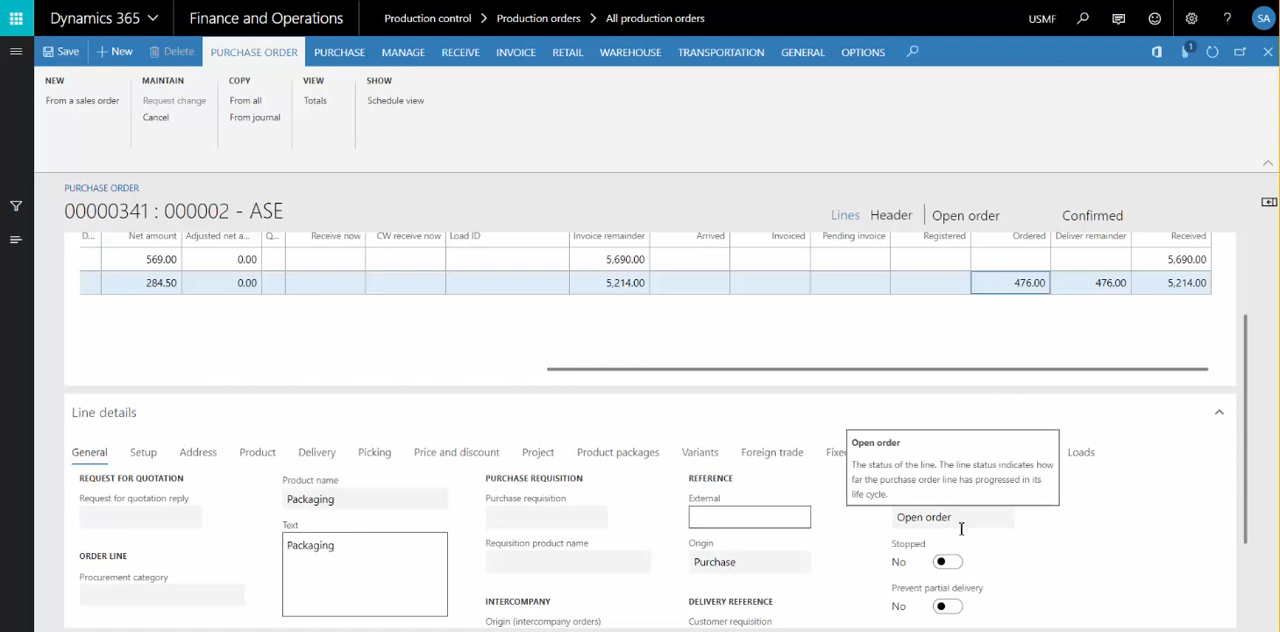 Dynamics 365 Finance and Operations Production control Production orders All production orders USMF ? SA
Save + New Delete PURCHASE ORDER PURCHASE MANAGE RECEIVE INVOICE RETAIL WAREHOUSE TRANSPORTATION GENERAL OPTIONS 1
NEW MAINTAIN COPY VIEW SHOW
From a sales order Request change From all Totals Schedule view
Cancel From journal
PURCHASE ORDER
00000341 : 000002 - ASE Lines Header Open order Confirmed
D... Net amount Adjusted net a... Q... Receive now CW receive now Load ID Invoice remainder Arrived Invoiced Pending invoice Registered Ordered Deliver remainder Received
569.00 0.00 5,690.00 5,690.00
284.50 0.00 5,214.00 476.00 476.00 5,214.00
Line details
General Setup Address Product Delivery Picking Price and discount Project Product packages Variants Foreign trade Fixe Loads
Open order
The status of the line. The line status indicates how
far the purchase order line has progressed in its
life cycle.
REQUEST FOR QUOTATION Product name PURCHASE REQUISITION REFERENCE
Request for quotation reply Packaging Purchase requisition External
Open order
Text
Packaging Requisition product name Origin Stopped
ORDER LINE Purchase No
Procurement category Prevent partial delivery
INTERCOMPANY DELIVERY REFERENCE No
Origin (intercompany orders) Customer requisition